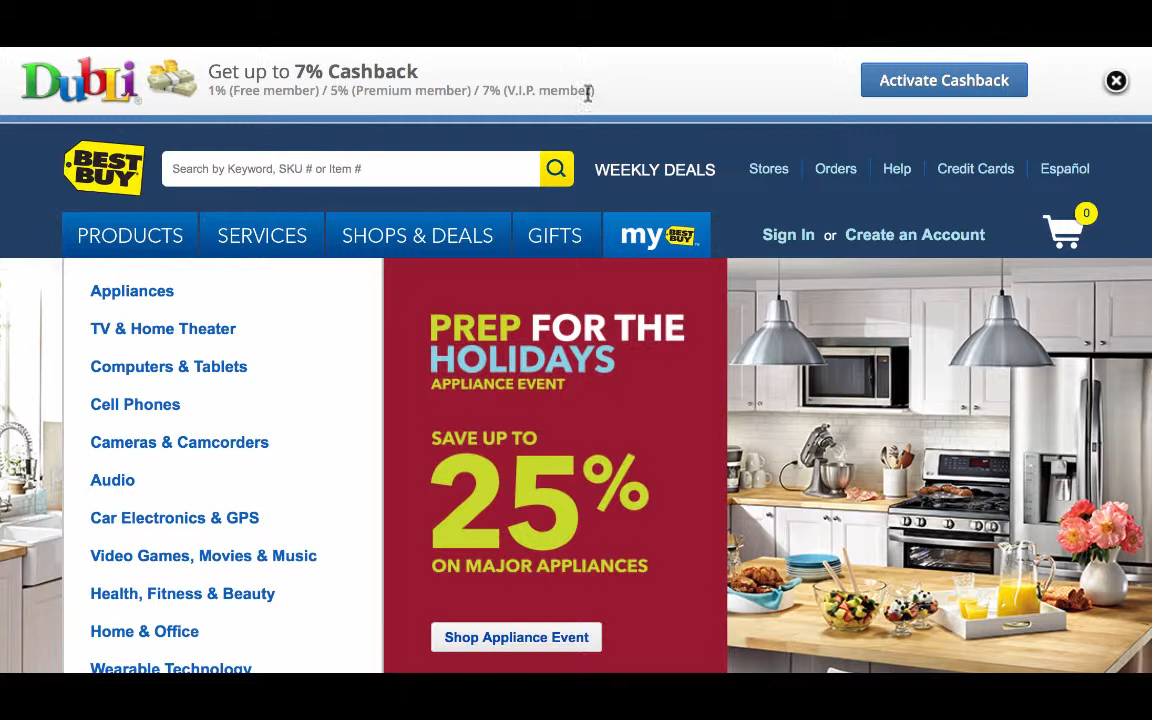 DubLi
Get up to 7% Cashback
1% (Free member) / 5% (Premium member) / 7% (V.I.P. member)
Activate Cashback
BEST BUY
Search by Keyword, SKU # or Item #
WEEKLY DEALS
Stores
Orders
Help
Credit Cards
Español
PRODUCTS
SERVICES
SHOPS & DEALS
GIFTS
my BEST BUY
Sign In or Create an Account
0
Appliances
TV & Home Theater
Computers & Tablets
Cell Phones
Cameras & Camcorders
Audio
Car Electronics & GPS
Video Games, Movies & Music
Health, Fitness & Beauty
Home & Office
Wearable Technology
PREP FOR THE
HOLIDAYS
APPLIANCE EVENT
SAVE UP TO
25%
ON MAJOR APPLIANCES
Shop Appliance Event